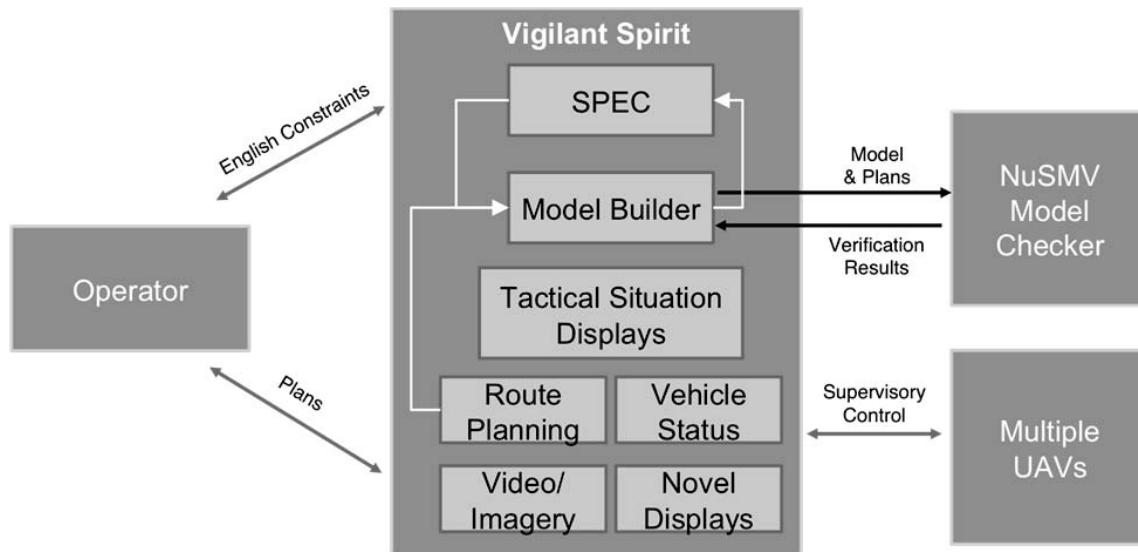 Vigilant Spirit
SPEC
English Constraints
Model
& Plans
Model Builder
NuSMV
Model
Checker
Verification
Results
Operator
Tactical Situation
Displays
Plans
Route
Planning
Vehicle
Status
Supervisory
Control
Multiple
UAVs
Video/
Imagery
Novel
Displays